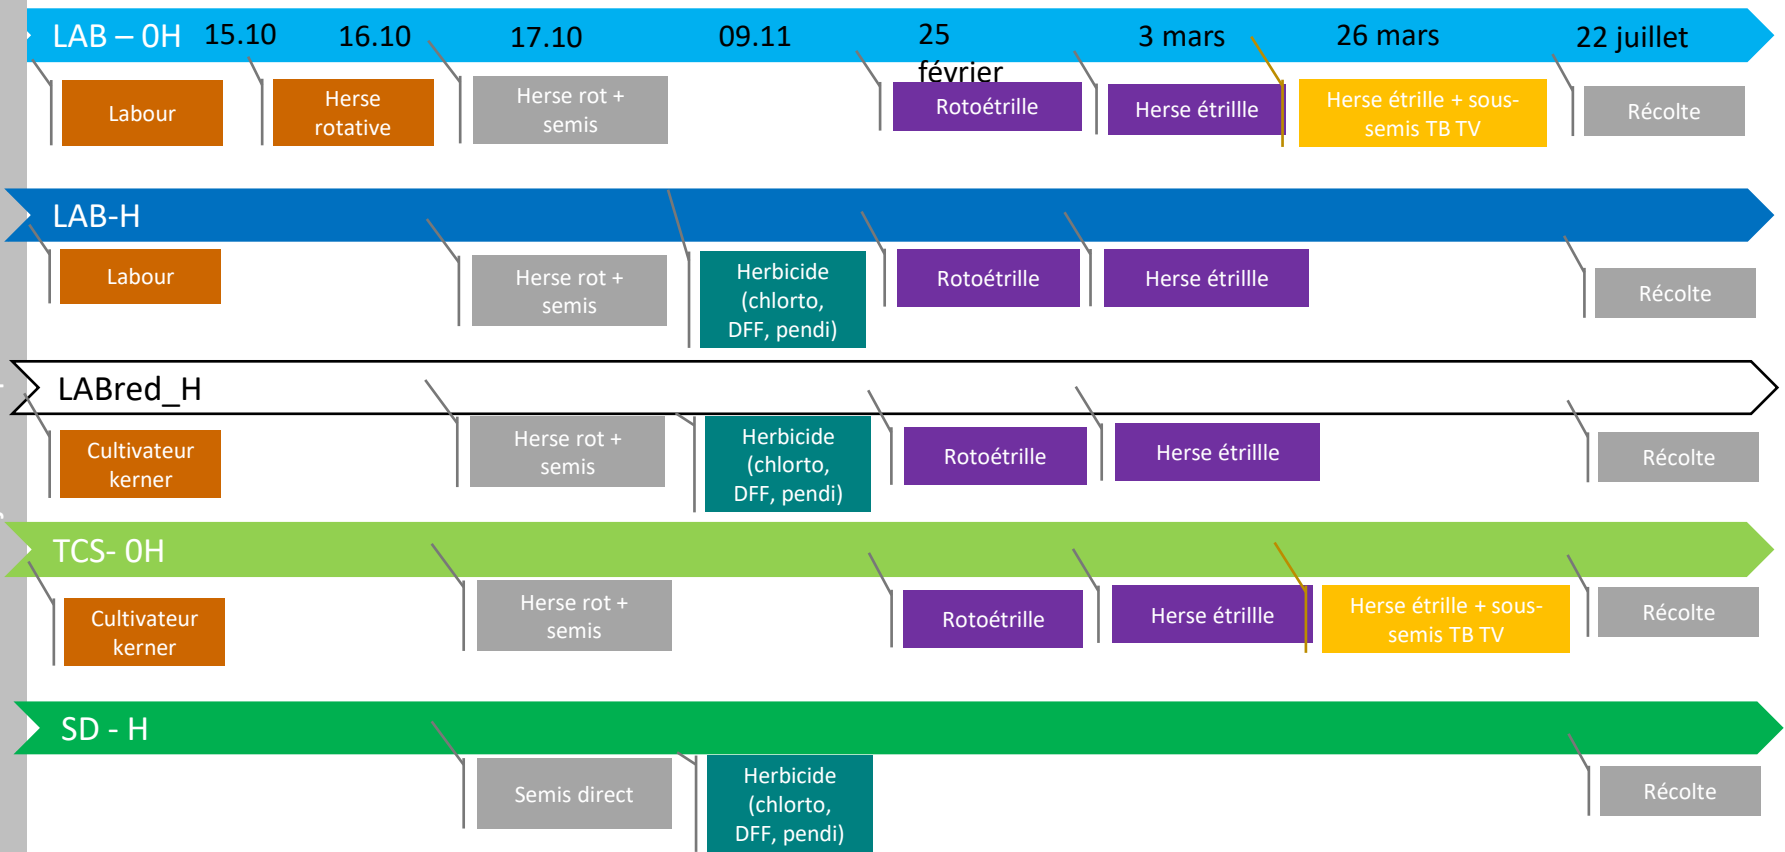 LAB – 0H 15.10 16.10 17.10 09.11 25 février 3 mars 26 mars 22 juillet
Labour
Herse
rotative
Herse rot +
semis
Rotoétrille
Herse étrillle
Herse étrille + sous-
semis TB TV
Récolte
LAB-H
Labour
Herse rot +
semis
Herbicide
(chlorto,
DFF, pendi)
Rotoétrille
Herse étrillle
Récolte
LABred_H
Cultivateur
kerner
Herse rot +
semis
Herbicide
(chlorto,
DFF, pendi)
Rotoétrille
Herse étrillle
Récolte
TCS- 0H
Cultivateur
kerner
Herse rot +
semis
Rotoétrille
Herse étrillle
Herse étrille + sous-
semis TB TV
Récolte
SD - H
Semis direct
Herbicide
(chlorto,
DFF, pendi)
Récolte